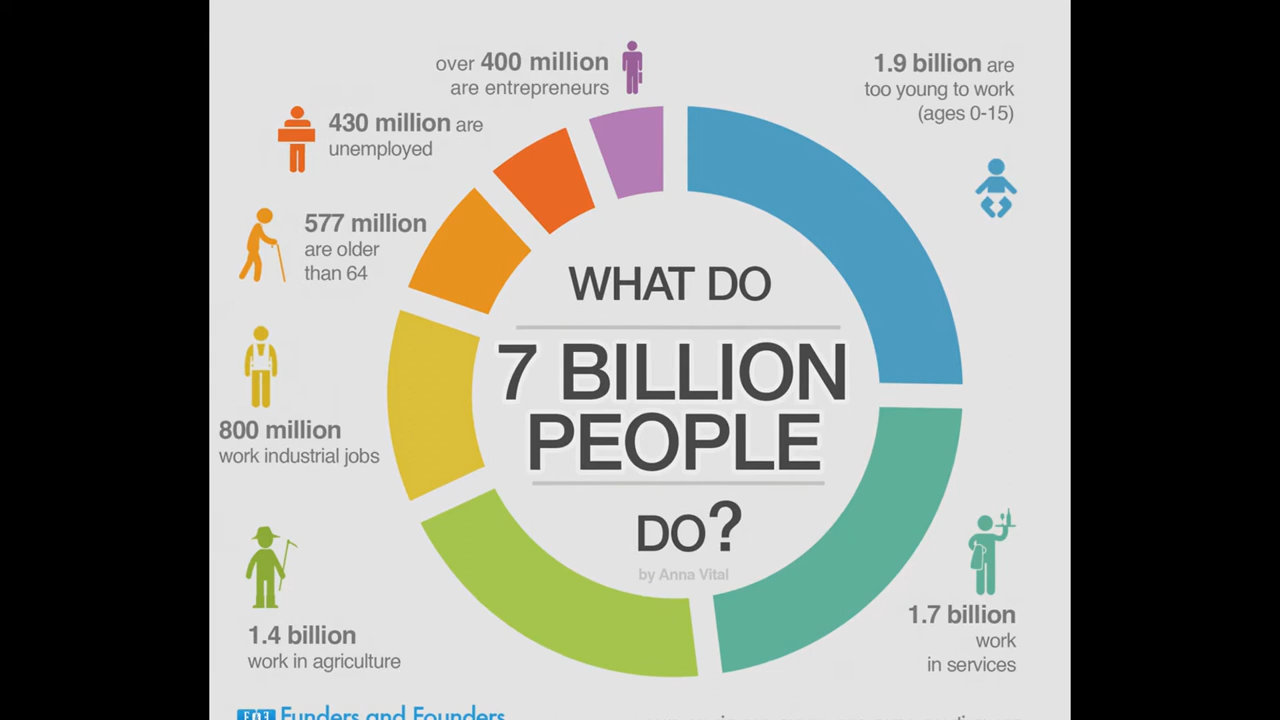 over 400 million
are entrepreneurs
1.9 billion are
too young to work
(ages 0-15)
430 million are
unemployed
577 million
are older
than 64
WHAT DO
7 BILLION
PEOPLE
DO?
by Anna Vital
800 million
work industrial jobs
1.4 billion
work in agriculture
1.7 billion
work
in services
Funders and Founders